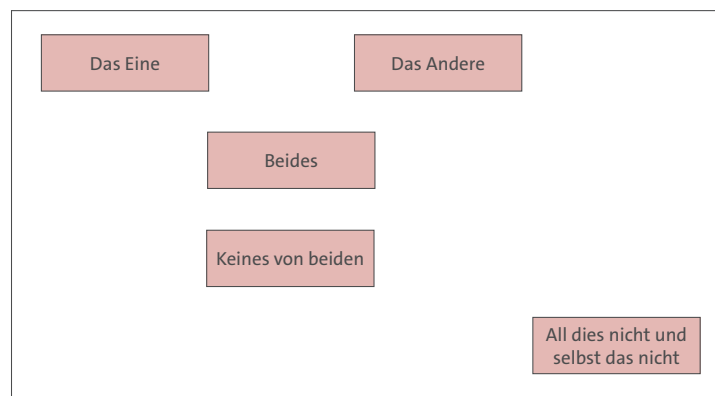 Das Eine
Das Andere
Beides
Keines von beiden
All dies nicht und
selbst das nicht